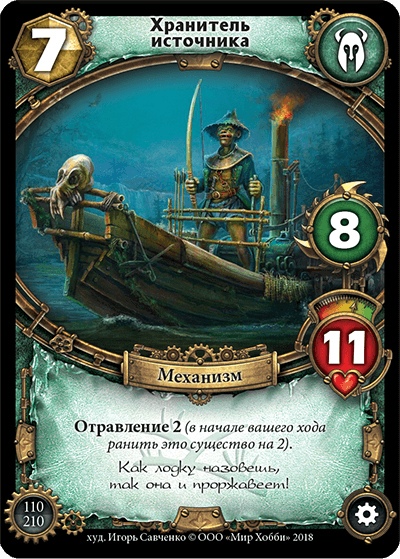 7
Хранитель
источника
8
11
Механизм
Отравление 2 (в начале вашего хода
ранить это существо на 2).
Как лодку назовешь,
так она и проржавеет!
110
210
худ. Игорь Савченко © ООО «Мир Хобби» 2018